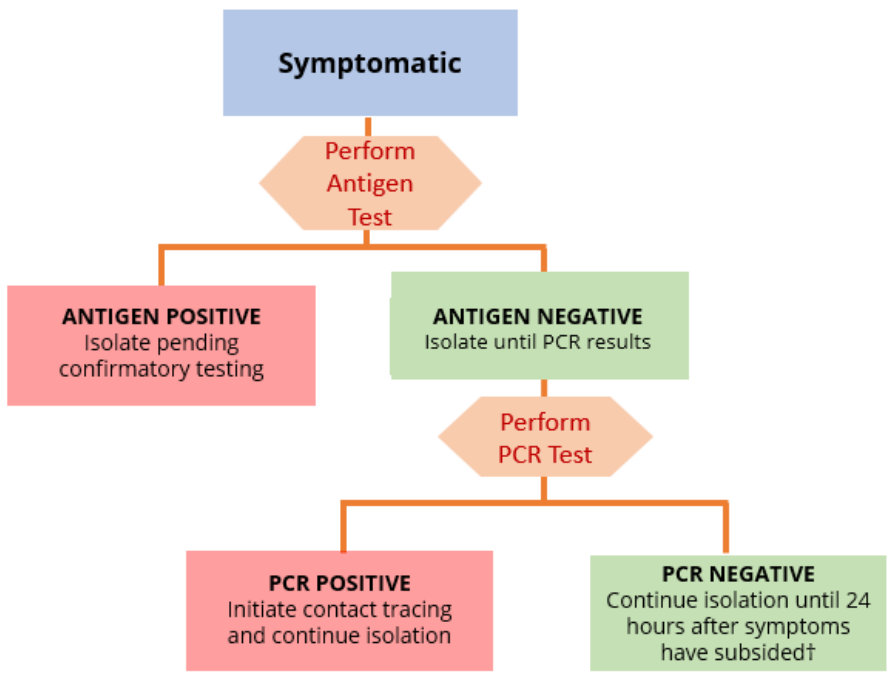 Symptomatic
Perform
Antigen
Test
ANTIGEN POSITIVE
Isolate pending
confirmatory testing
ANTIGEN NEGATIVE
Isolate until PCR results
Perform
PCR Test
PCR POSITIVE
Initiate contact tracing
and continue isolation
PCR NEGATIVE
Continue isolation until 24
hours after symptoms
have subsided†